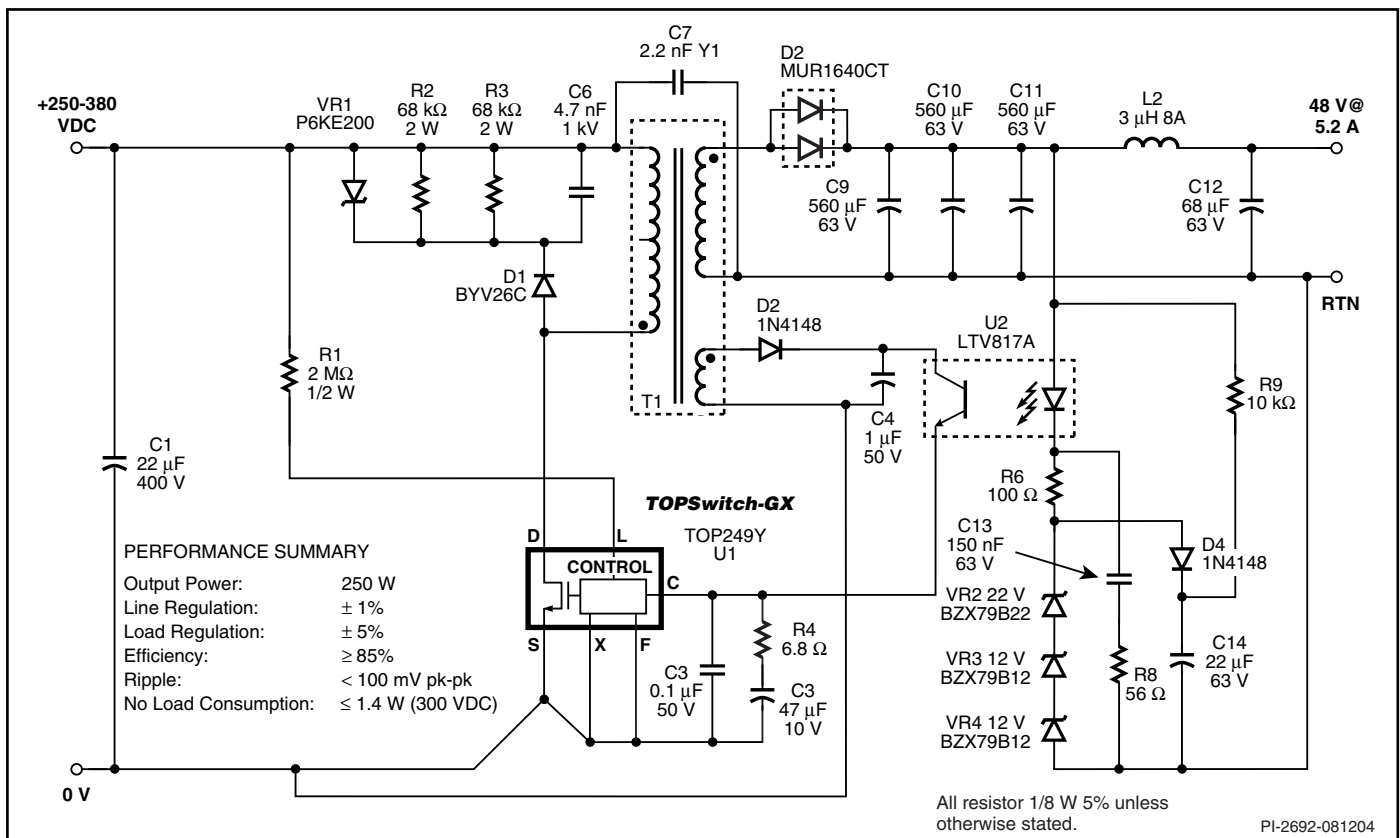 C7
2.2 nF Y1
D2
MUR1640CT
+250-380
VDC
VR1
P6KE200
R2
68 kΩ
2 W
R3
68 kΩ
2 W
C6
4.7 nF
1 kV
C10
560 µF
63 V
C11
560 µF
63 V
L2
3 µH 8A
48 V@
5.2 A
C9
560 µF
63 V
C12
68 µF
63 V
D1
BYV26C
RTN
D2
1N4148
U2
LTV817A
R1
2 MΩ
1/2 W
T1
C4
1 µF
50 V
R9
10 kΩ
C1
22 µF
400 V
R6
100 Ω
TOPSwitch-GX
TOP249Y
U1
D
L
CONTROL
C
S
X
F
C13
150 nF
63 V
D4
1N4148
VR2 22 V
BZX79B22
R4
6.8 Ω
C3
0.1 µF
50 V
C3
47 µF
10 V
VR3 12 V
BZX79B12
R8
56 Ω
C14
22 µF
63 V
VR4 12 V
BZX79B12
PERFORMANCE SUMMARY
Output Power: 250 W
Line Regulation: ± 1%
Load Regulation: ± 5%
Efficiency: ≥ 85%
Ripple: < 100 mV pk-pk
No Load Consumption: ≤ 1.4 W (300 VDC)
0 V
All resistor 1/8 W 5% unless
otherwise stated.
PI-2692-081204